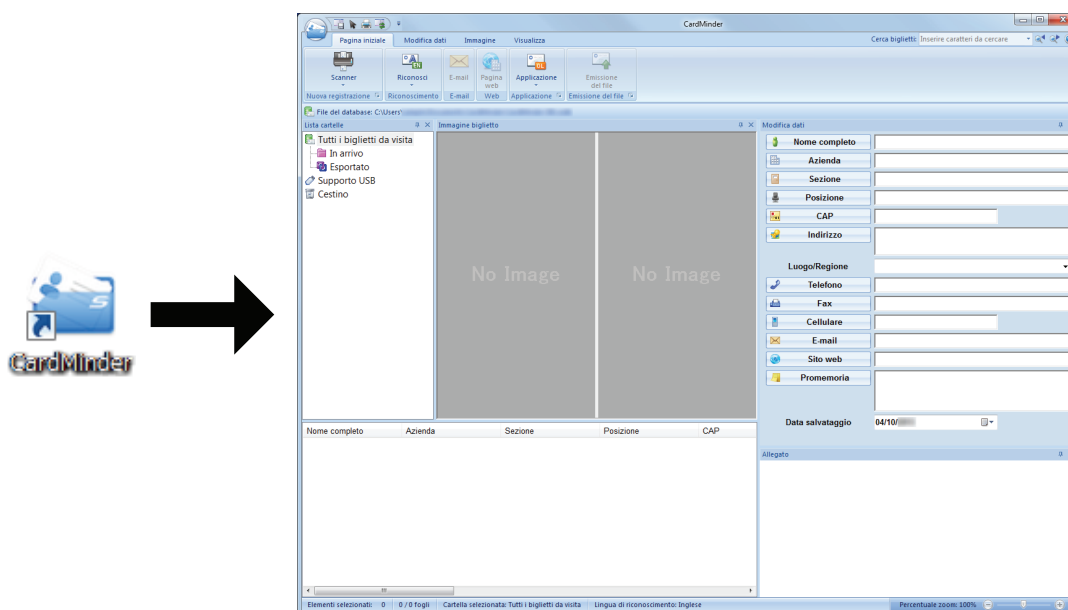 CardMinder
CardMinder
Pagina iniziale Modifica dati Immagine Visualizza
Cerca biglietti: Inserire caratteri da cercare
Scanner Riconosci E-mail Pagina web Applicazione Emissione del file
Nuova registrazione Riconoscimento E-mail Web Applicazione Emissione del file
File del database: C:\Users\
Lista cartelle
Tutti i biglietti da visita
In arrivo
Esportato
Supporto USB
Cestino
Immagine biglietto
No Image No Image
Modifica dati
Nome completo
Azienda
Sezione
Posizione
CAP
Indirizzo
Luogo/Regione
Telefono
Fax
Cellulare
E-mail
Sito web
Promemoria
Data salvataggio 04/10/
Nome completo Azienda Sezione Posizione CAP
Allegato
Elementi selezionati: 0 0 / 0 fogli Cartella selezionata: Tutti i biglietti da visita Lingua di riconoscimento: Inglese Percentuale zoom: 100%